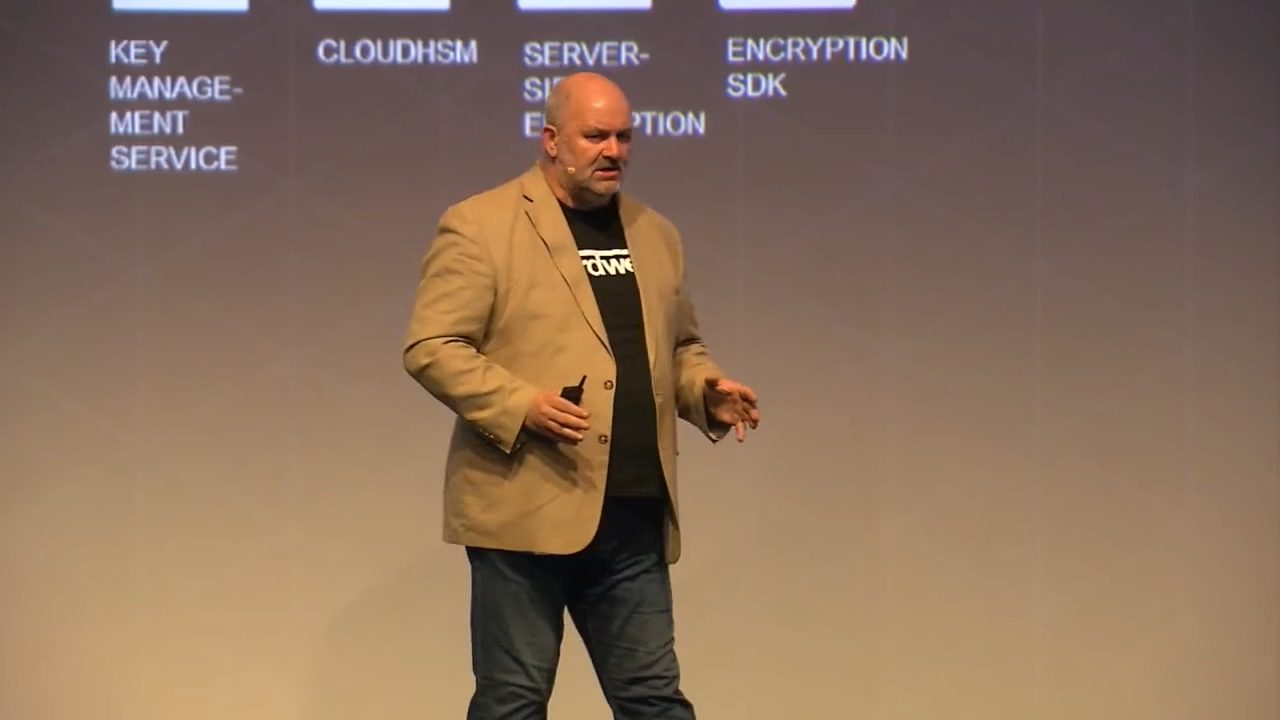 KEY
MANAGE-
MENT
SERVICE
CLOUDHSM
SERVER-
ENCRYPTION
SDK